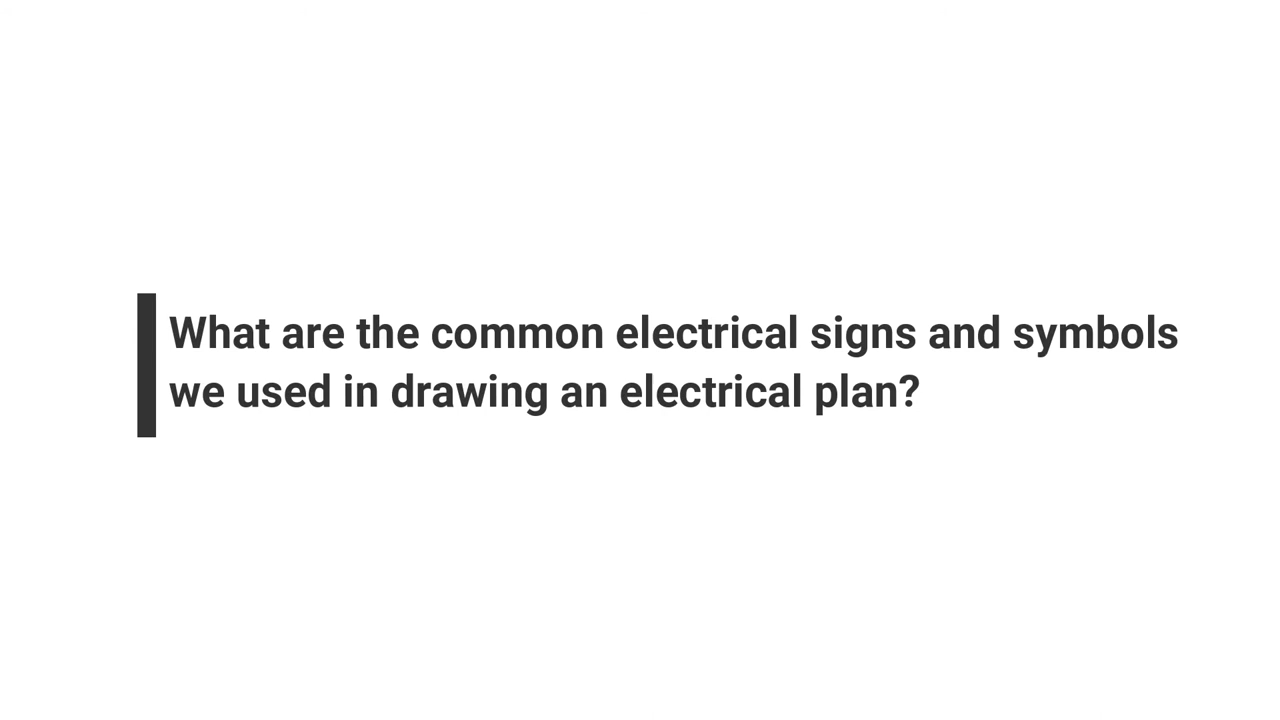 What are the common electrical signs and symbols
we used in drawing an electrical plan?